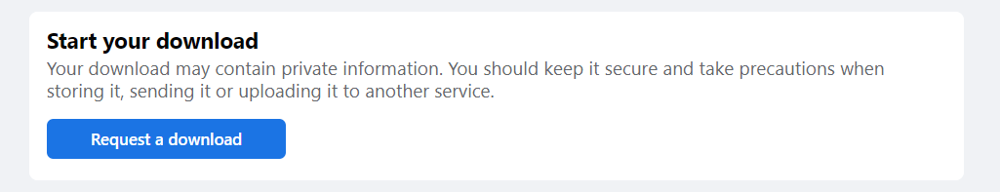 Start your download
Your download may contain private information. You should keep it secure and take precautions when
storing it, sending it or uploading it to another service.
Request a download